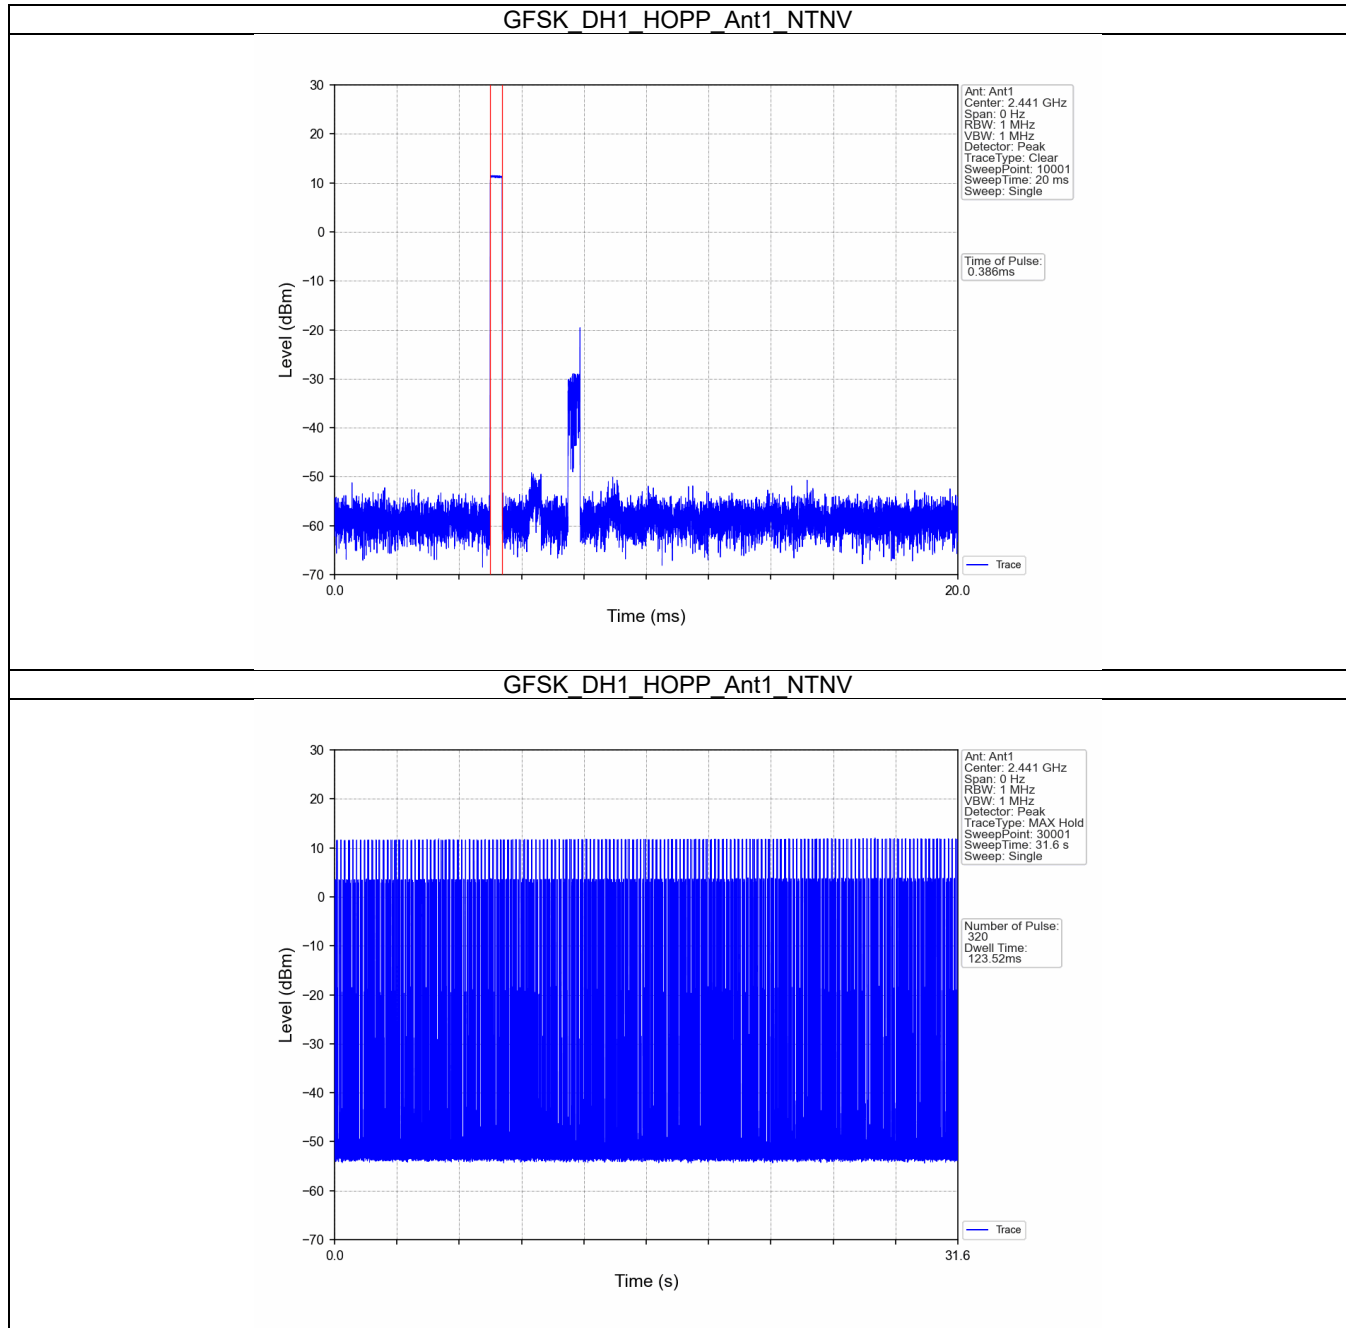 GFSK_DH1_HOPP_Ant1_NTNV
30
20
10
0
−10
−20
−30
−40
−50
−60
−70
Level (dBm)
0.0
20.0
Time (ms)
Ant: Ant1
Center: 2.441 GHz
Span: 0 Hz
RBW: 1 MHz
VBW: 1 MHz
Detector: Peak
TraceType: Clear
SweepPoint: 10001
SweepTime: 20 ms
Sweep: Single
Time of Pulse:
0.386ms
Trace
GFSK_DH1_HOPP_Ant1_NTNV
30
20
10
0
−10
−20
−30
−40
−50
−60
−70
Level (dBm)
0.0
31.6
Time (s)
Ant: Ant1
Center: 2.441 GHz
Span: 0 Hz
RBW: 1 MHz
VBW: 1 MHz
Detector: Peak
TraceType: MAX Hold
SweepPoint: 30001
SweepTime: 31.6 s
Sweep: Single
Number of Pulse:
320
Dwell Time:
123.52ms
Trace